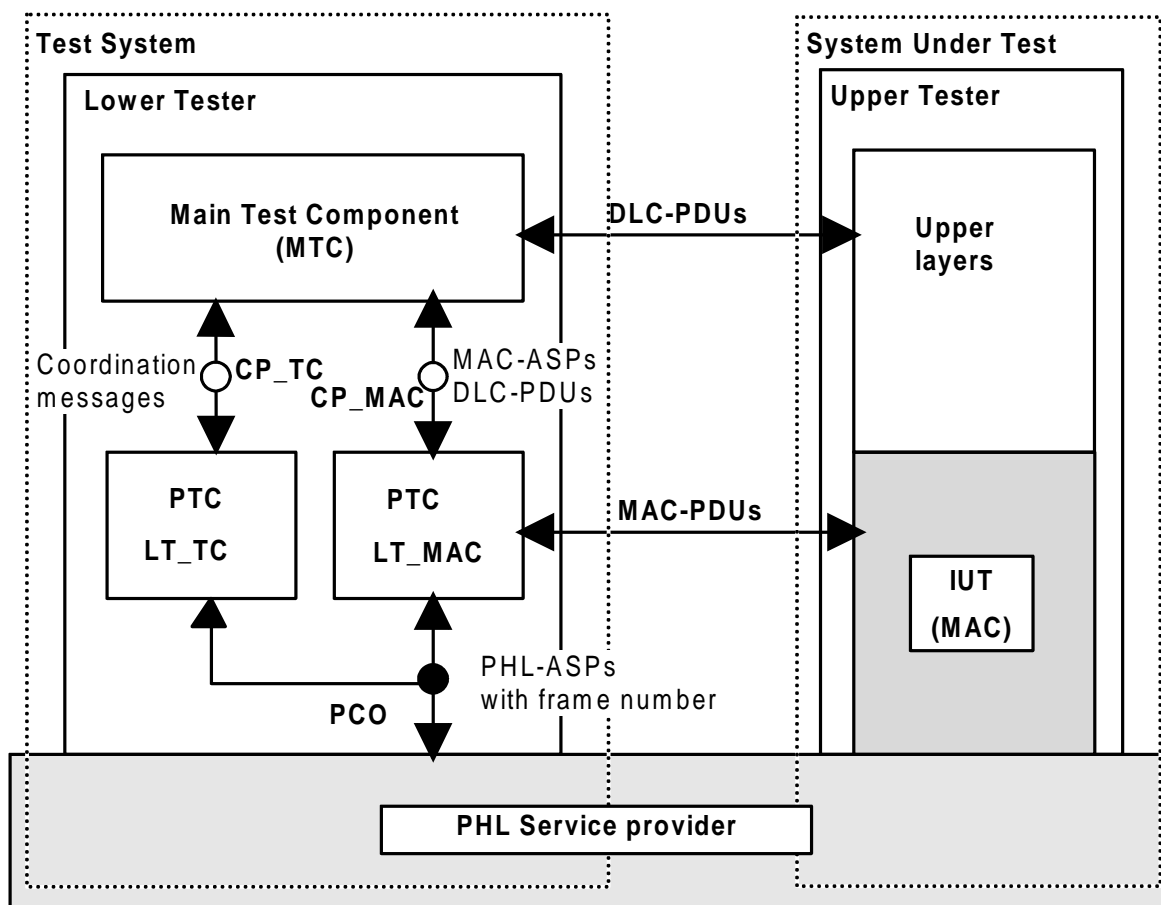 Test System
System Under Test
Lower Tester
Upper Tester
Main Test Component
(MTC)
DLC-PDUs
Upper
layers
Coordination
messages
CP_TC
CP_MAC
MAC-ASPs
DLC-PDUs
PTC
LT_TC
PTC
LT_MAC
MAC-PDUs
IUT
(MAC)
PHL-ASPs
with frame number
PCO
PHL Service provider